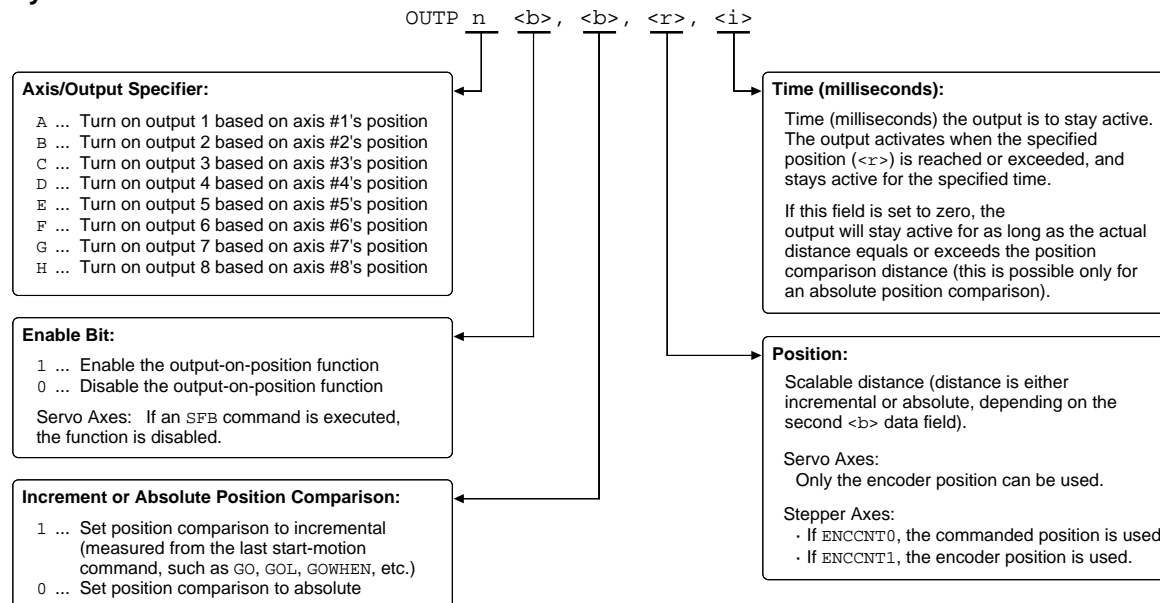 OUTP n <b>, <b>, <r>, <i>
Axis/Output Specifier:
A ... Turn on output 1 based on axis #1's position
B ... Turn on output 2 based on axis #2's position
C ... Turn on output 3 based on axis #3's position
D ... Turn on output 4 based on axis #4's position
E ... Turn on output 5 based on axis #5's position
F ... Turn on output 6 based on axis #6's position
G ... Turn on output 7 based on axis #7's position
H ... Turn on output 8 based on axis #8's position
Enable Bit:
1 ... Enable the output-on-position function
0 ... Disable the output-on-position function
Servo Axes: If an SFB command is executed,
the function is disabled.
Increment or Absolute Position Comparison:
1 ... Set position comparison to incremental
(measured from the last start-motion
command, such as GO, GOL, GOWHEN, etc.)
0 ... Set position comparison to absolute
Time (milliseconds):
Time (milliseconds) the output is to stay active.
The output activates when the specified
position (<r>) is reached or exceeded, and
stays active for the specified time.
If this field is set to zero, the
output will stay active for as long as the actual
distance equals or exceeds the position
comparison distance (this is possible only for
an absolute position comparison).
Position:
Scalable distance (distance is either
incremental or absolute, depending on the
second <b> data field).
Servo Axes:
Only the encoder position can be used.
Stepper Axes:
· If ENCCNT0, the commanded position is used
· If ENCCNT1, the encoder position is used.